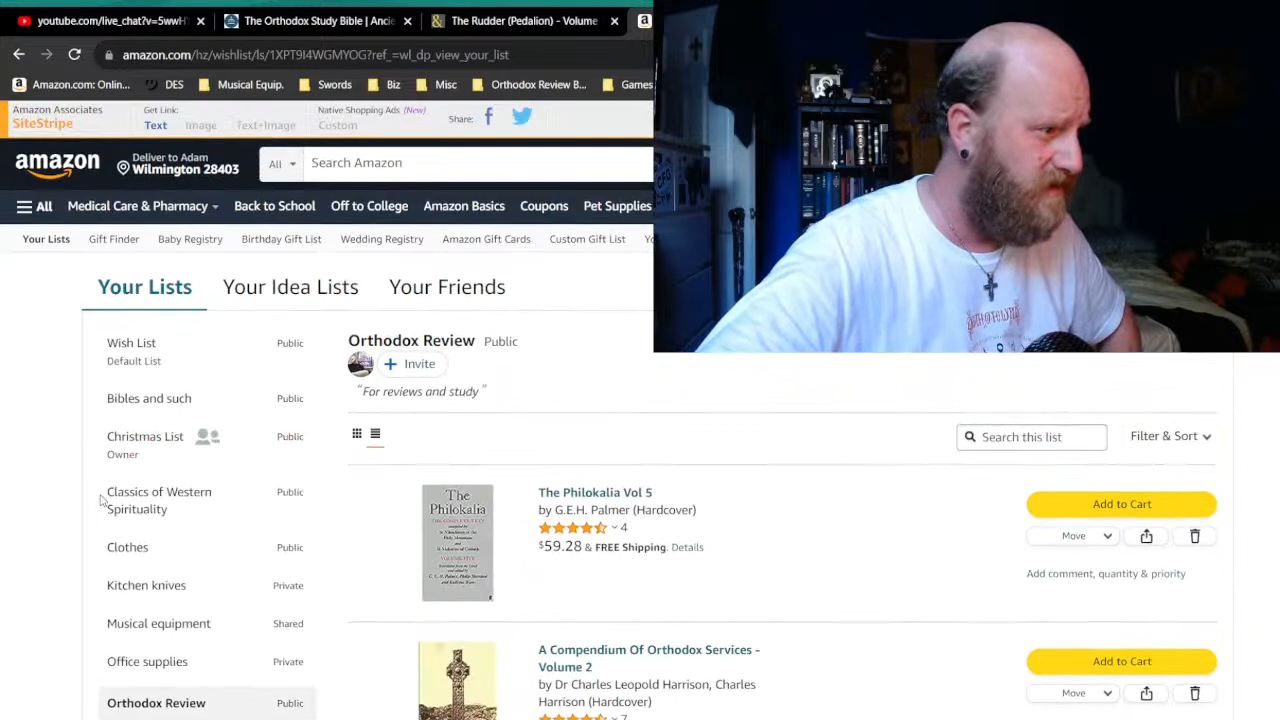 youtube.com/live_chat?v=5wwH
The Orthodox Study Bible | Ancie
The Rudder (Pedalion) - Volume
amazon.com/hz/wishlist/ls/1XPT9I4WGMYOG?ref_=wl_dp_view_your_list
Amazon.com: Onlin... DES Musical Equip. Swords Biz Misc Orthodox Review B... Games
Amazon Associates
SiteStripe
Get Link:
Text Image Text+Image
Native Shopping Ads (New)
Custom
Share:
amazon
Deliver to Adam
Wilmington 28403
All Search Amazon
All Medical Care & Pharmacy Back to School Off to College Amazon Basics Coupons Pet Supplies
Your Lists Gift Finder Baby Registry Birthday Gift List Wedding Registry Amazon Gift Cards Custom Gift List
Your Lists Your Idea Lists Your Friends
Wish List Public
Default List
Bibles and such Public
Christmas List Public
Owner
Classics of Western Public
Spirituality
Clothes Public
Kitchen knives Private
Musical equipment Shared
Office supplies Private
Orthodox Review Public
Orthodox Review Public
Invite
"For reviews and study"
Search this list
Filter & Sort
The
Philokalia
The Philokalia Vol 5
by G.E.H. Palmer (Hardcover)
4
$59.28 & FREE Shipping. Details
Add to Cart
Move
Add comment, quantity & priority
A Compendium Of Orthodox Services -
Volume 2
by Dr Charles Leopold Harrison, Charles
Harrison (Hardcover)
7
Add to Cart
Move